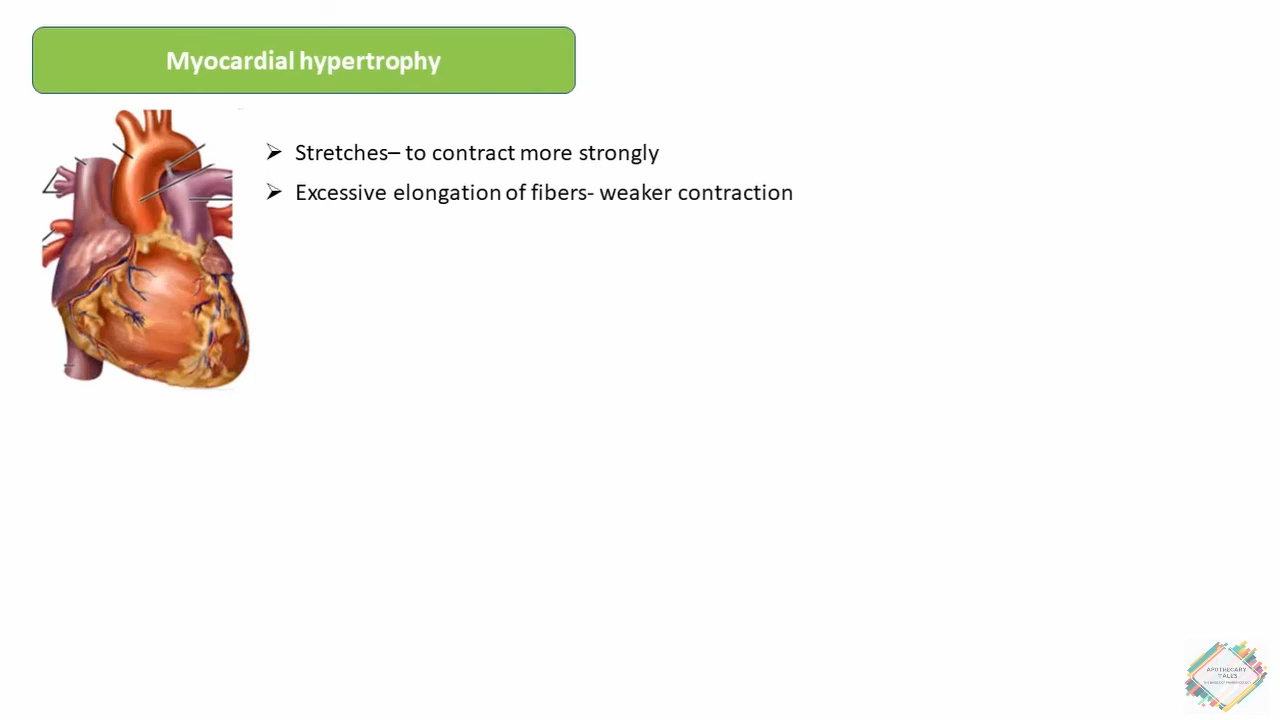 Myocardial hypertrophy
➢ Stretches– to contract more strongly
➢ Excessive elongation of fibers- weaker contraction
APOTHECARY
TALES